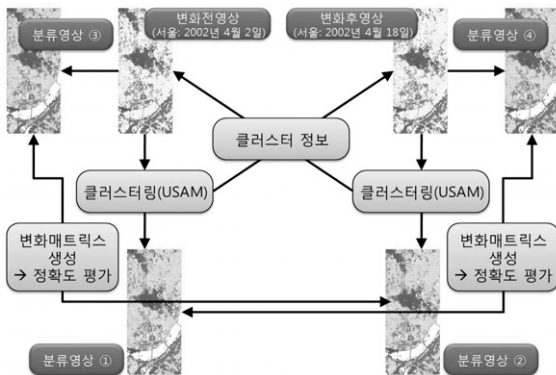 분류영상 ③
변화전영상
(서울: 2002년 4월 2일)
변화후영상
(서울: 2002년 4월 18일)
분류영상 ④
클러스터 정보
클러스터링(USAM)
클러스터링(USAM)
변화매트릭스
생성
→ 정확도 평가
변화매트릭스
생성
→ 정확도 평가
분류영상 ①
분류영상 ②